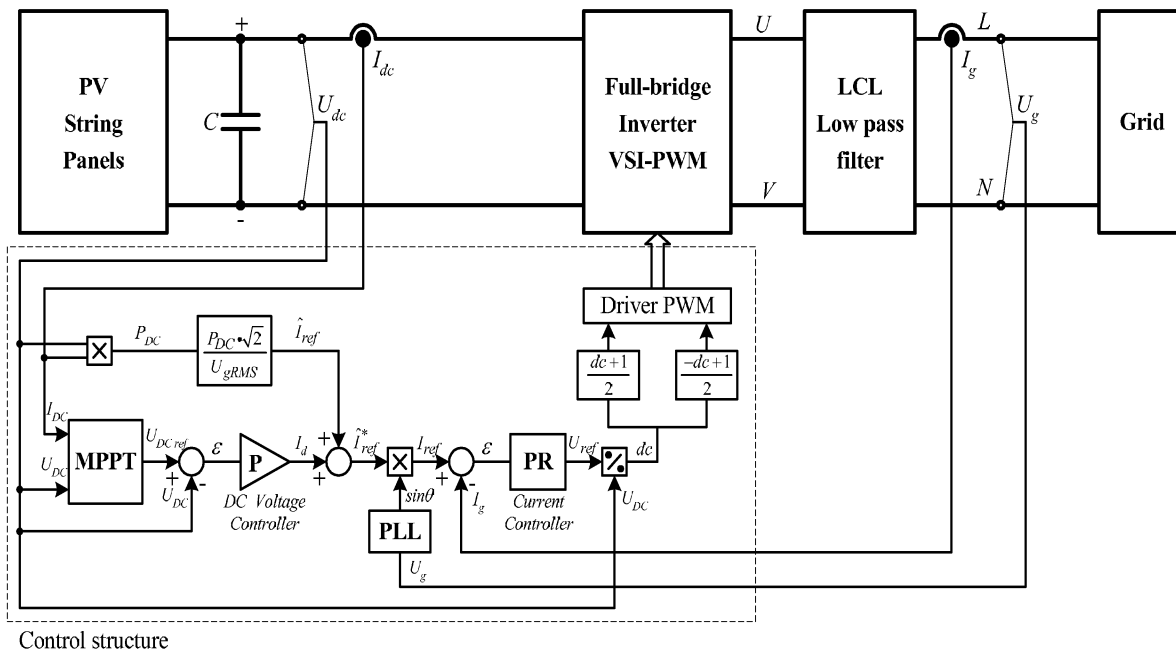 PV
String
Panels
+
-
C
U_dc
I_dc
Full-bridge
Inverter
VSI-PWM
U
V
LCL
Low pass
filter
I_g
L
N
U_g
Grid
Driver PWM
P_DC
P_DC•√2
U_gRMS
Î_ref
dc+1
2
-dc+1
2
I_DC
U_DC
MPPT
U_DC ref
+
U_DC
-
ε
P
DC Voltage
Controller
I_d
+
+
Î*_ref
X
I_ref
sinθ
PLL
U_g
+
-
I_g
ε
PR
Current
Controller
U_ref
dc
U_DC
X
Control structure